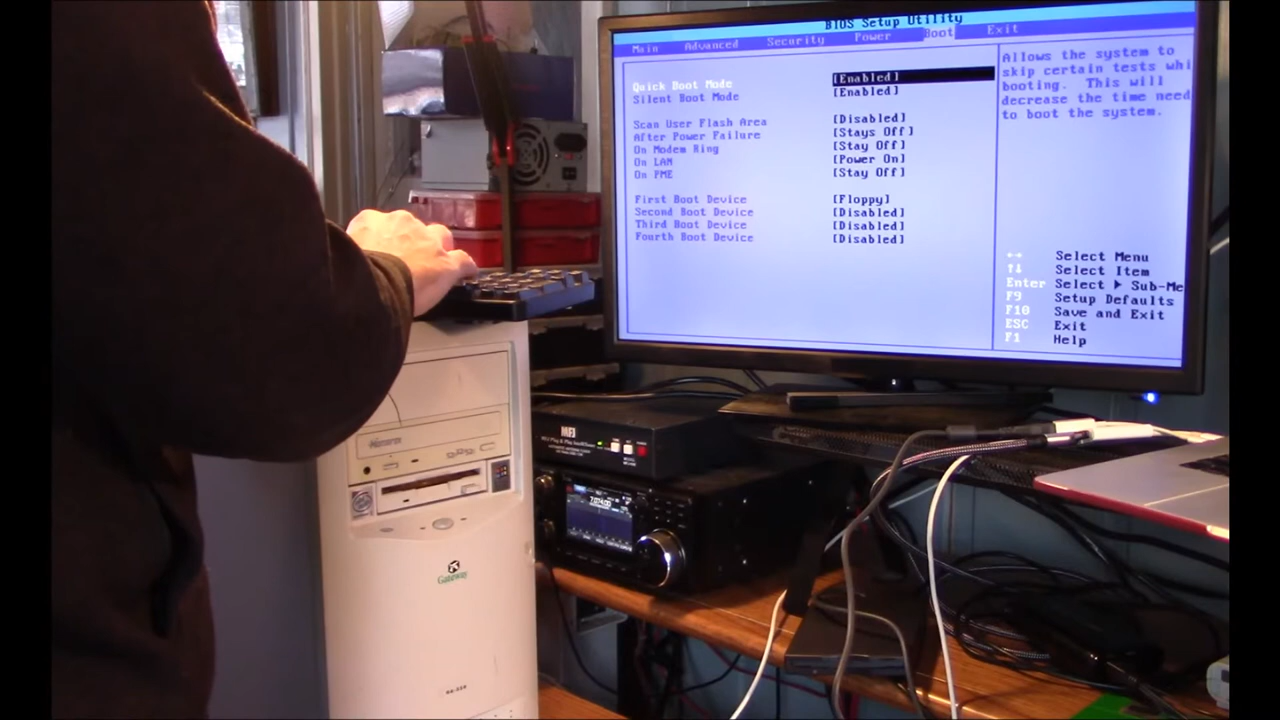 BIOS Setup Utility
Main Advanced Security Power Boot Exit
Quick Boot Mode [Enabled]
Silent Boot Mode [Enabled]
Scan User Flash Area [Disabled]
After Power Failure [Stays Off]
On Modem Ring [Stay Off]
On LAN [Power On]
On PME [Stay Off]
First Boot Device [Floppy]
Second Boot Device [Disabled]
Third Boot Device [Disabled]
Fourth Boot Device [Disabled]
Allows the system to
skip certain tests whi
booting. This will
decrease the time need
to boot the system.
↔ Select Menu
↑↓ Select Item
Enter Select ▶ Sub-Me
F9 Setup Defaults
F10 Save and Exit
ESC Exit
F1 Help
MFJ
Gateway